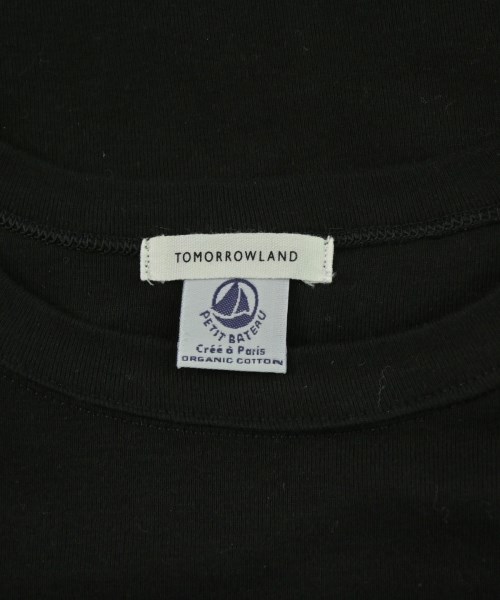 TOMORROWLAND
PETIT BATEAU
Créé à Paris
ORGANIC COTTON